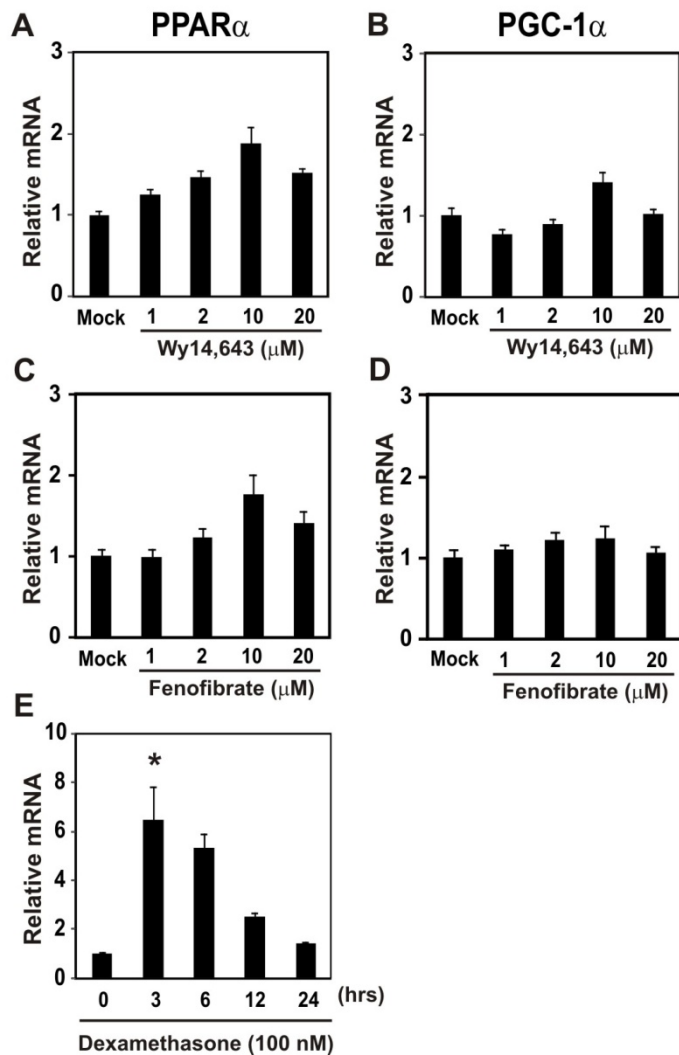 A PPARα
B PGC-1α
Relative mRNA
3
2
1
0
Mock 1 2 10 20
Wy14,643 (μM)
Relative mRNA
3
2
1
0
Mock 1 2 10 20
Wy14,643 (μM)
C
Relative mRNA
3
2
1
0
Mock 1 2 10 20
Fenofibrate (μM)
D
Relative mRNA
3
2
1
0
Mock 1 2 10 20
Fenofibrate (μM)
E
Relative mRNA
10
8
6
4
2
0
*
0 3 6 12 24 (hrs)
Dexamethasone (100 nM)